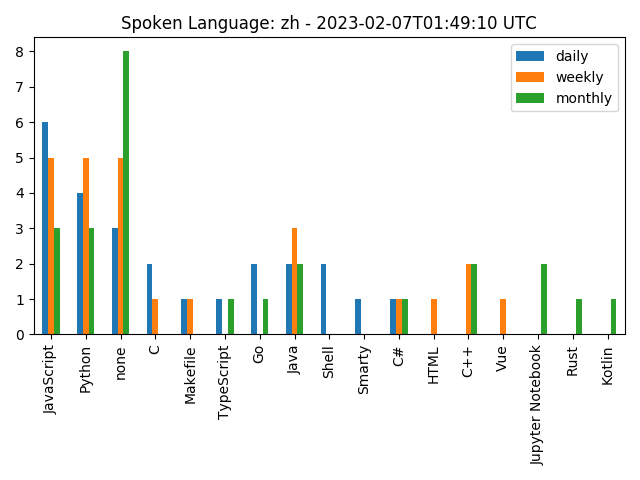 Spoken Language: zh - 2023-02-07T01:49:10 UTC
daily
weekly
monthly
8
7
6
5
4
3
2
1
0
JavaScript
Python
none
C
Makefile
TypeScript
Go
Java
Shell
Smarty
C#
HTML
C++
Vue
Jupyter Notebook
Rust
Kotlin